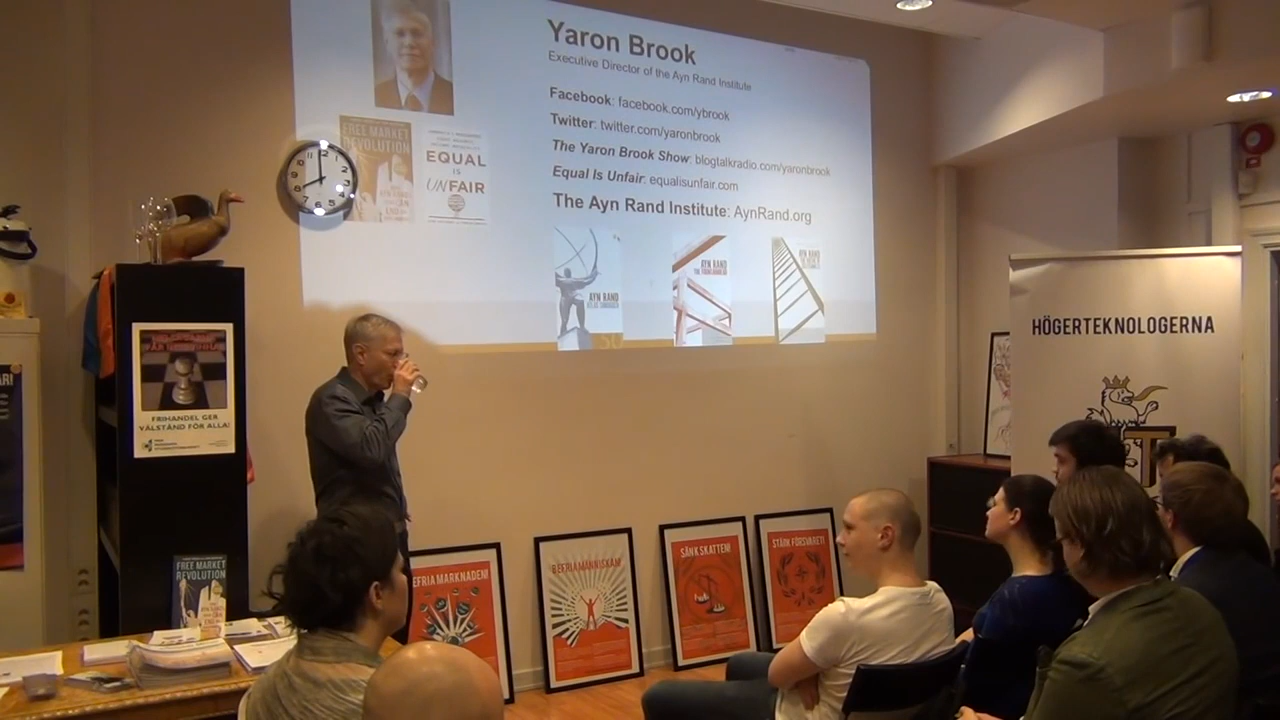 Yaron Brook
Executive Director of the Ayn Rand Institute
Facebook: facebook.com/ybrook
Twitter: twitter.com/yaronbrook
The Yaron Brook Show: blogtalkradio.com/yaronbrook
Equal Is Unfair: equalisunfair.com
The Ayn Rand Institute: AynRand.org
FREE MARKET
REVOLUTION
EQUAL
IS
UNFAIR
AYN RAND
AYN RAND
AYN RAND
HÖGERTEKNOLOGERNA
FRIHANDEL GER
VÄLSTÅND FÖR ALLA!
FREE MARKET
REVOLUTION
EFRIA MARKNADEN!
BEFRIA MÄNNISKAN!
SÄNK SKATTEN!
STÄRK FÖRSVARET!